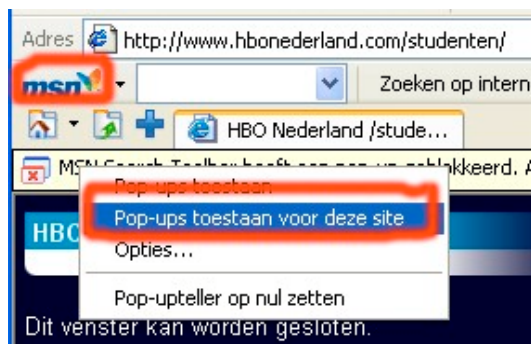 Adres http://www.hbonederland.com/studenten/
msn Zoeken op intern
HBO Nederland /stude...
MSN Search Toolbar heeft een pop-up geblokkeerd. A
Pop-ups toestaan
Pop-ups toestaan voor deze site
HBO
Opties...
Pop-upteller op nul zetten
Dit venster kan worden gesloten.